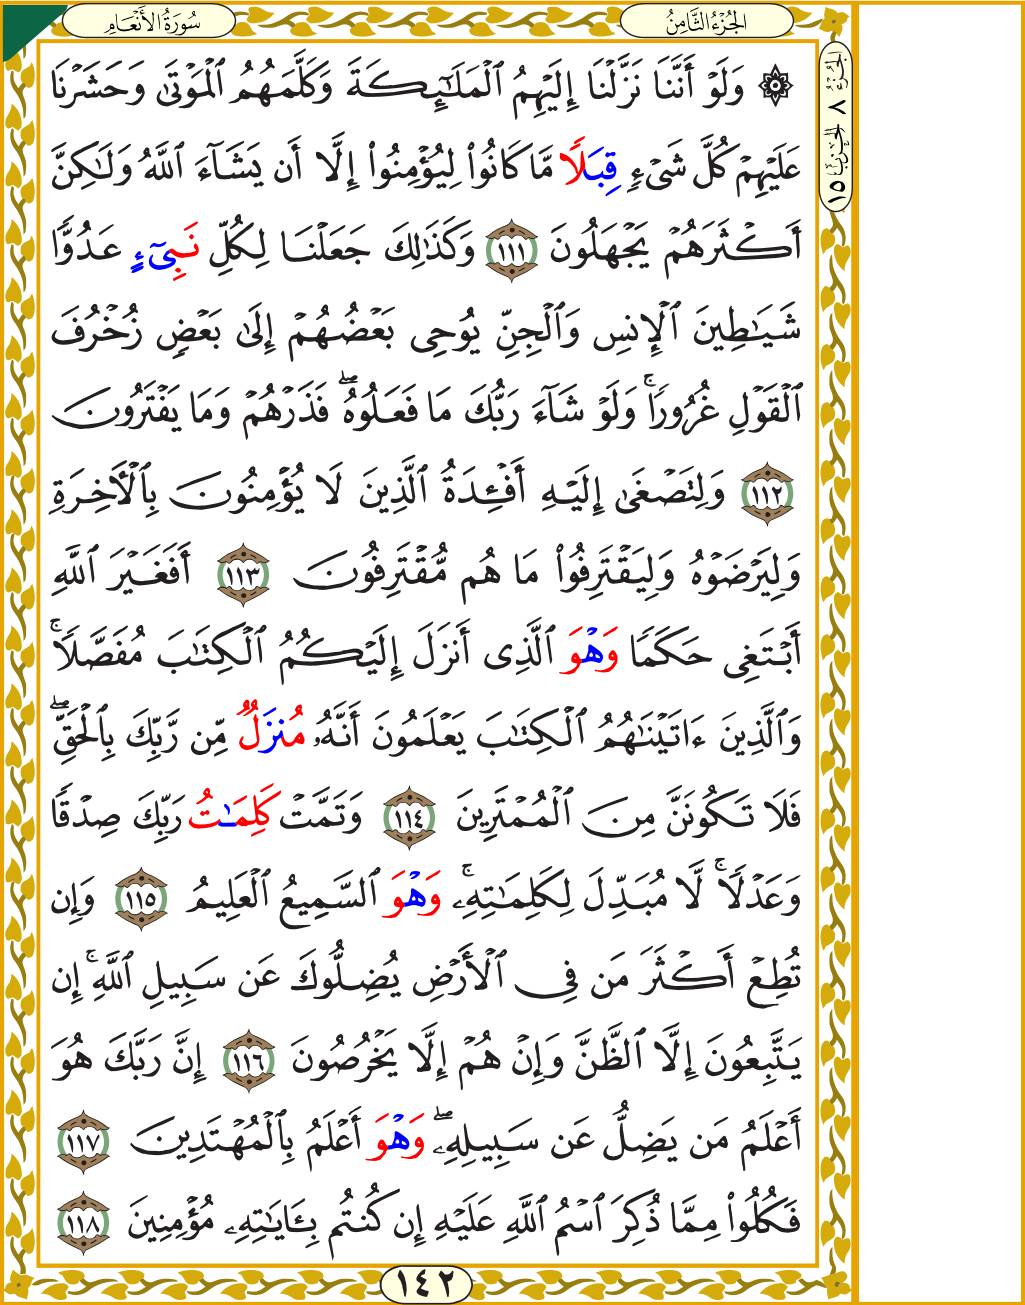 الجُزْءُ الثَّامِنُ
سُورَةُ الأَنْعَامِ
الجُزْءُ ٨ الحِزْبُ ١٥
۞ وَلَوْ أَنَّنَا نَزَّلْنَا إِلَيْهِمُ ٱلْمَلَـٰٓئِكَةَ وَكَلَّمَهُمُ ٱلْمَوْتَىٰ وَحَشَرْنَا
عَلَيْهِمْ كُلَّ شَىْءٍ قِبَلًا مَّا كَانُوا۟ لِيُؤْمِنُوٓا۟ إِلَّآ أَن يَشَآءَ ٱللَّهُ وَلَـٰكِنَّ
أَكْثَرَهُمْ يَجْهَلُونَ ١١١ وَكَذَٰلِكَ جَعَلْنَا لِكُلِّ نَبِىٓءٍ عَدُوًّا
شَيَـٰطِينَ ٱلْإِنسِ وَٱلْجِنِّ يُوحِى بَعْضُهُمْ إِلَىٰ بَعْضٍ زُخْرُفَ
ٱلْقَوْلِ غُرُورًا ۚ وَلَوْ شَآءَ رَبُّكَ مَا فَعَلُوهُ ۖ فَذَرْهُمْ وَمَا يَفْتَرُونَ
١١٢ وَلِتَصْغَىٰٓ إِلَيْهِ أَفْـِٔدَةُ ٱلَّذِينَ لَا يُؤْمِنُونَ بِٱلْـَٔاخِرَةِ
وَلِيَرْضَوْهُ وَلِيَقْتَرِفُوا۟ مَا هُم مُّقْتَرِفُونَ ١١٣ أَفَغَيْرَ ٱللَّهِ
أَبْتَغِى حَكَمًا وَهْوَ ٱلَّذِىٓ أَنزَلَ إِلَيْكُمُ ٱلْكِتَـٰبَ مُفَصَّلًا ۚ
وَٱلَّذِينَ ءَاتَيْنَـٰهُمُ ٱلْكِتَـٰبَ يَعْلَمُونَ أَنَّهُۥ مُنزَلٌ مِّن رَّبِّكَ بِٱلْحَقِّ ۖ
فَلَا تَكُونَنَّ مِنَ ٱلْمُمْتَرِينَ ١١٤ وَتَمَّتْ كَلِمَـٰتُ رَبِّكَ صِدْقًا
وَعَدْلًا ۚ لَّا مُبَدِّلَ لِكَلِمَـٰتِهِۦ ۚ وَهْوَ ٱلسَّمِيعُ ٱلْعَلِيمُ ١١٥ وَإِن
تُطِعْ أَكْثَرَ مَن فِى ٱلْأَرْضِ يُضِلُّوكَ عَن سَبِيلِ ٱللَّهِ ۚ إِن
يَتَّبِعُونَ إِلَّا ٱلظَّنَّ وَإِنْ هُمْ إِلَّا يَخْرُصُونَ ١١٦ إِنَّ رَبَّكَ هُوَ
أَعْلَمُ مَن يَضِلُّ عَن سَبِيلِهِۦ ۖ وَهْوَ أَعْلَمُ بِٱلْمُهْتَدِينَ ١١٧
فَكُلُوا۟ مِمَّا ذُكِرَ ٱسْمُ ٱللَّهِ عَلَيْهِ إِن كُنتُم بِـَٔايَـٰتِهِۦ مُؤْمِنِينَ ١١٨
١٤٢